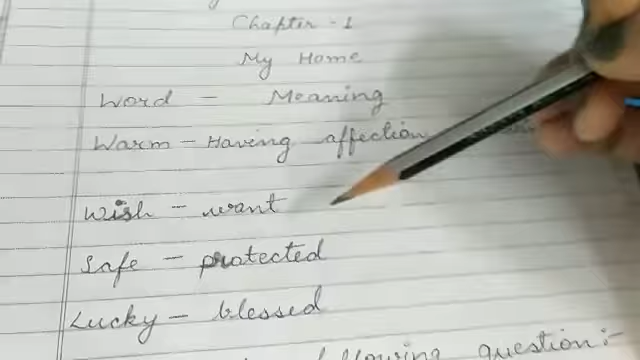 Chapter - 1
My Home
Word - Meaning
Warm - Having affection
Wish - want
Safe - protected
Lucky - blessed
following question :-